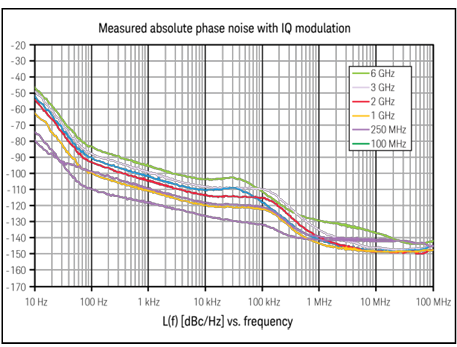 Measured absolute phase noise with IQ modulation
-20
-30
-40
-50
-60
-70
-80
-90
-100
-110
-120
-130
-140
-150
-160
-170
6 GHz
3 GHz
2 GHz
1 GHz
250 MHz
100 MHz
10 Hz 100 Hz 1 kHz 10 kHz 100 kHz 1 MHz 10 MHz 100 MHz
L(f) [dBc/Hz] vs. frequency